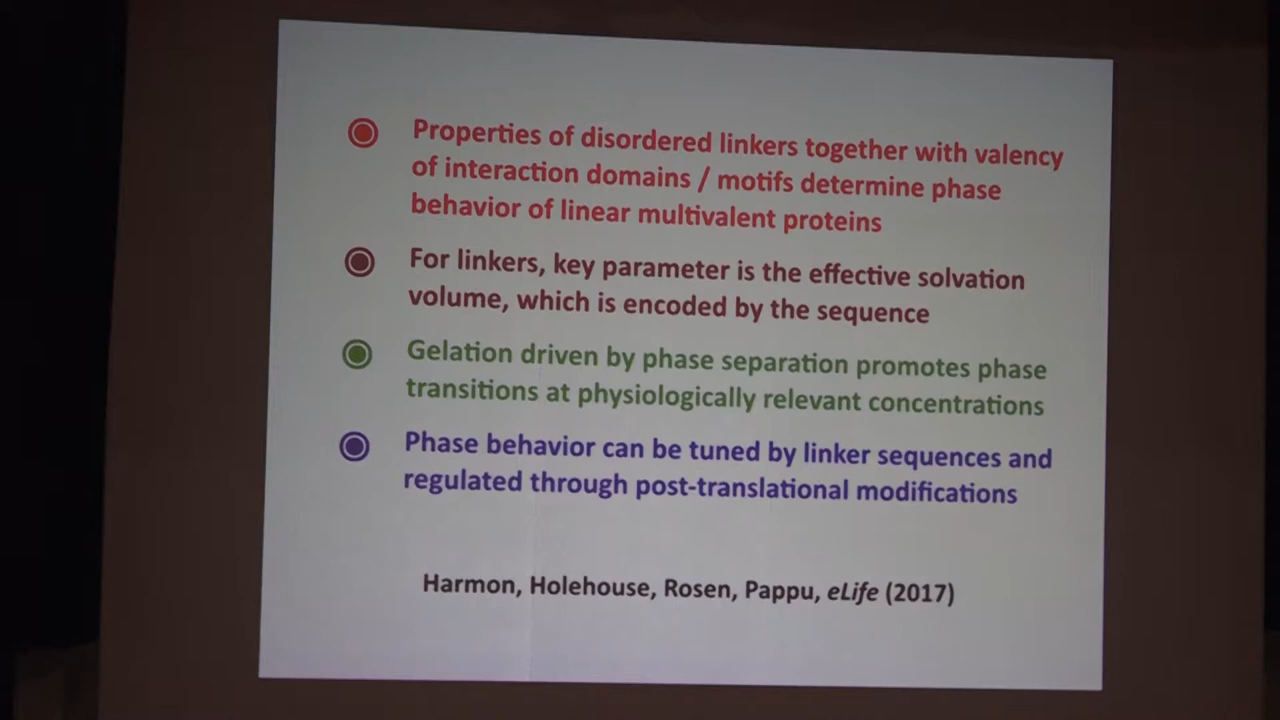 Properties of disordered linkers together with valency
of interaction domains / motifs determine phase
behavior of linear multivalent proteins
For linkers, key parameter is the effective solvation
volume, which is encoded by the sequence
Gelation driven by phase separation promotes phase
transitions at physiologically relevant concentrations
Phase behavior can be tuned by linker sequences and
regulated through post-translational modifications
Harmon, Holehouse, Rosen, Pappu, eLife (2017)